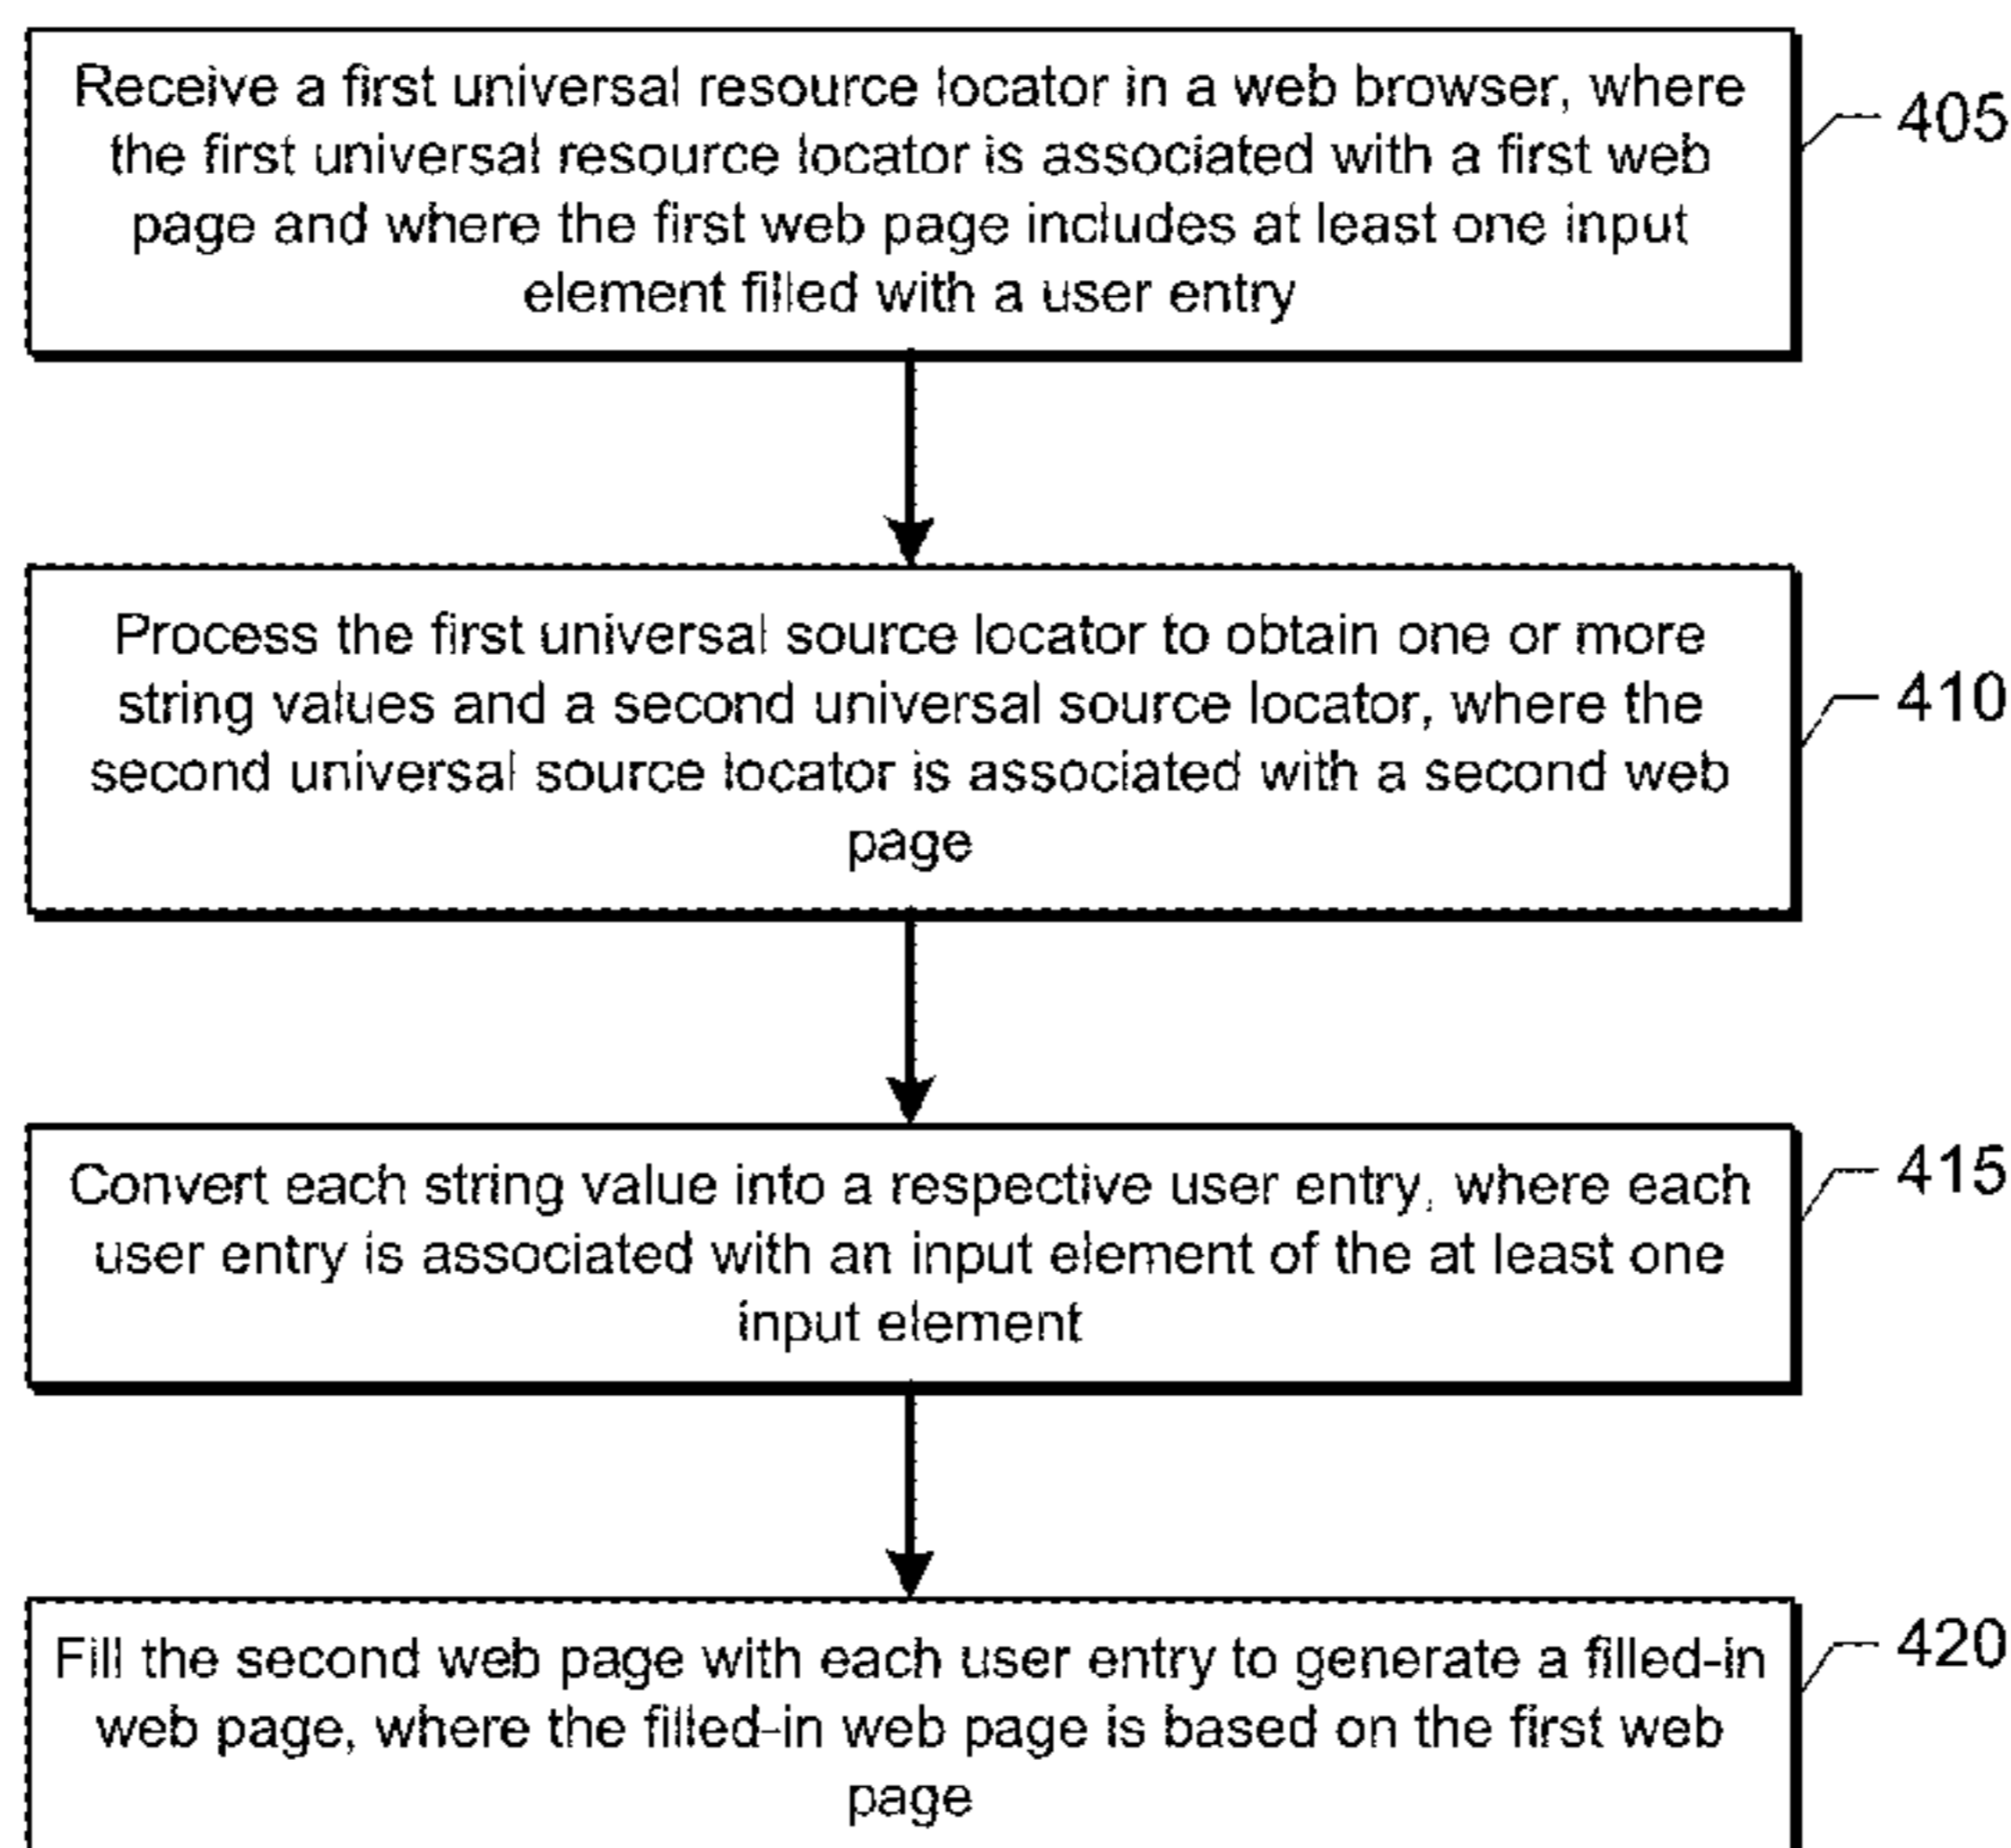 Receive a first universal resource locator in a web browser, where
the first universal resource locator is associated with a first web
page and where the first web page includes at least one input
element filled with a user entry
405
Process the first universal source locator to obtain one or more
string values and a second universal source locator, where the
second universal source locator is associated with a second web
page
410
Convert each string value into a respective user entry, where each
user entry is associated with an input element of the at least one
input element
415
Fill the second web page with each user entry to generate a filled-in
web page, where the filled-in web page is based on the first web
page
420